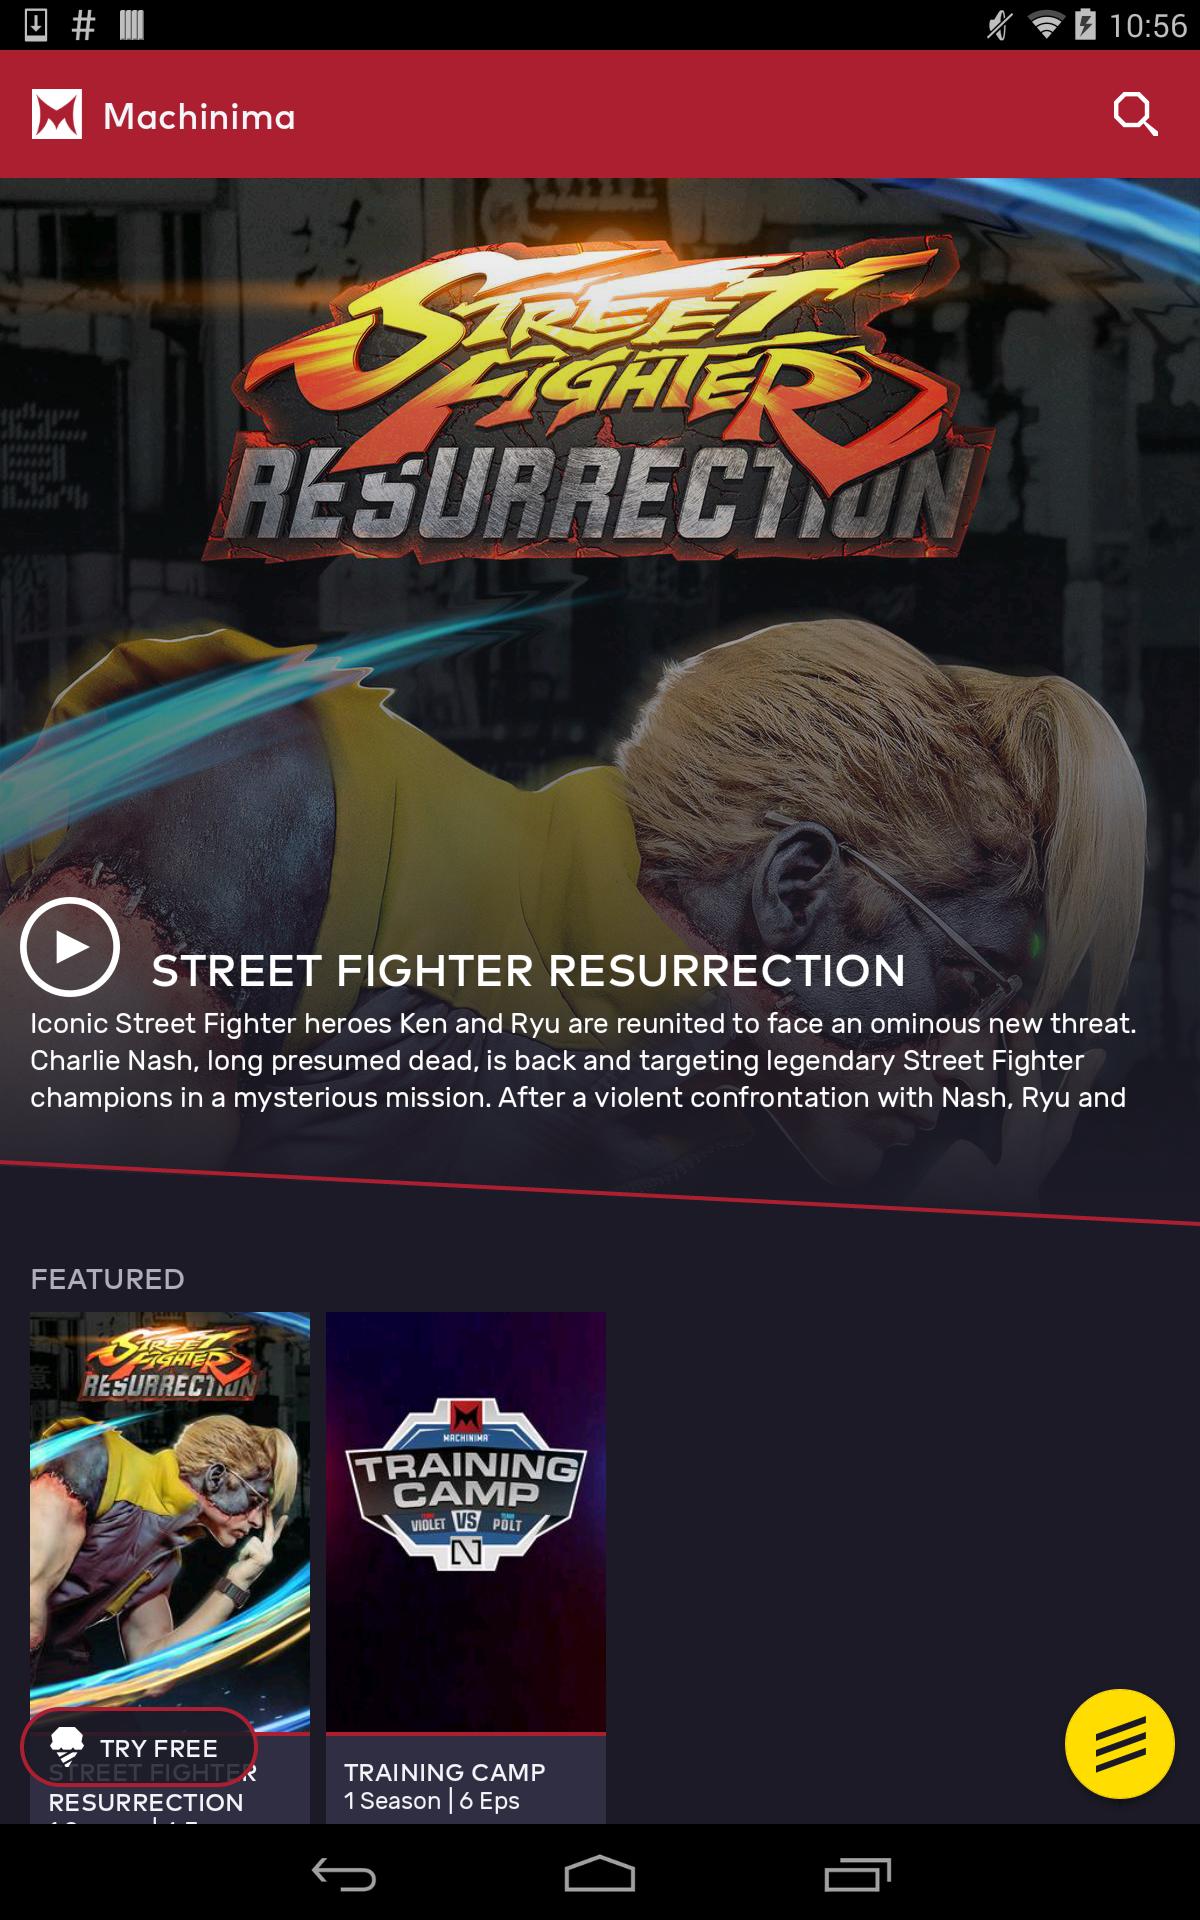 10:56
Machinima
STREET
FIGHTER
RESURRECTION
STREET FIGHTER RESURRECTION
Iconic Street Fighter heroes Ken and Ryu are reunited to face an ominous new threat.
Charlie Nash, long presumed dead, is back and targeting legendary Street Fighter
champions in a mysterious mission. After a violent confrontation with Nash, Ryu and
FEATURED
STREET
FIGHTER
RESURRECTION
MACHINIMA
TRAINING
CAMP
TEAM VIOLET VS TEAM POLT
TRY FREE
STREET FIGHTER
RESURRECTION
TRAINING CAMP
1 Season | 6 Eps